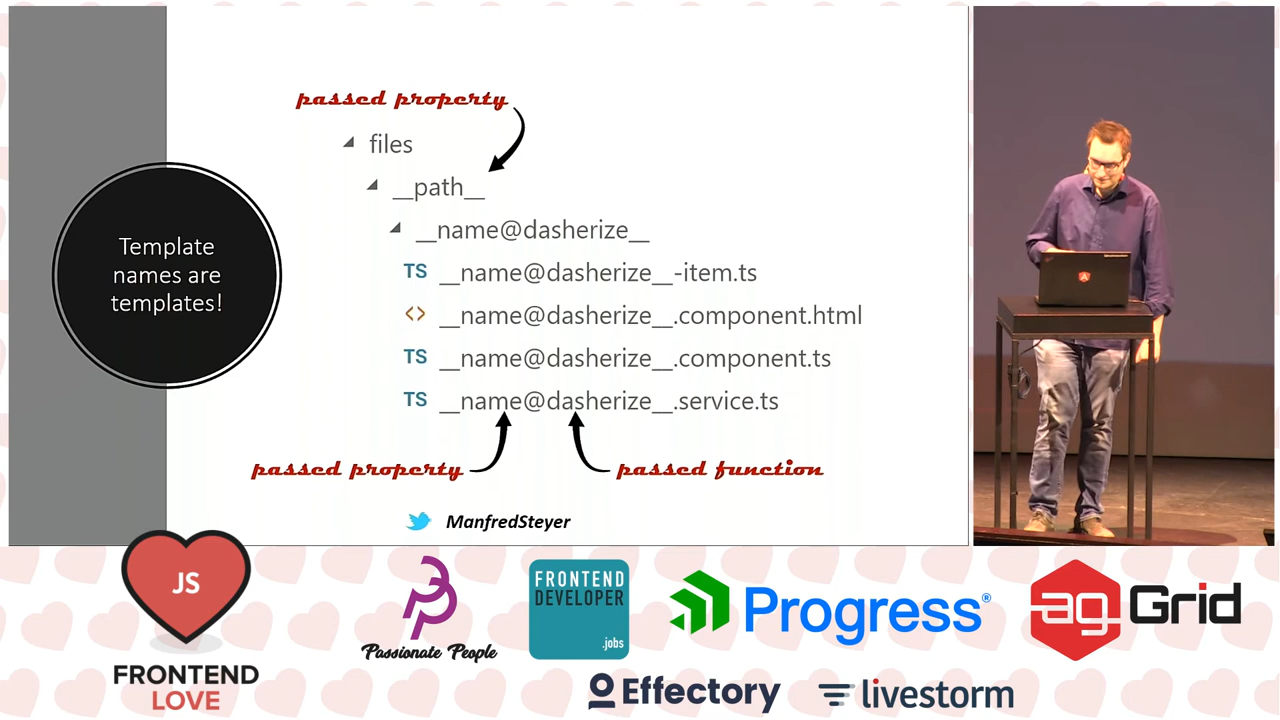 Template
names are
templates!
passed property
files
__path__
__name@dasherize__
TS __name@dasherize__-item.ts
<> __name@dasherize__.component.html
TS __name@dasherize__.component.ts
TS __name@dasherize__.service.ts
passed property
passed function
ManfredSteyer
JS
FRONTEND
LOVE
Passionate People
FRONTEND
DEVELOPER
.jobs
Progress®
ag Grid
Effectory
livestorm